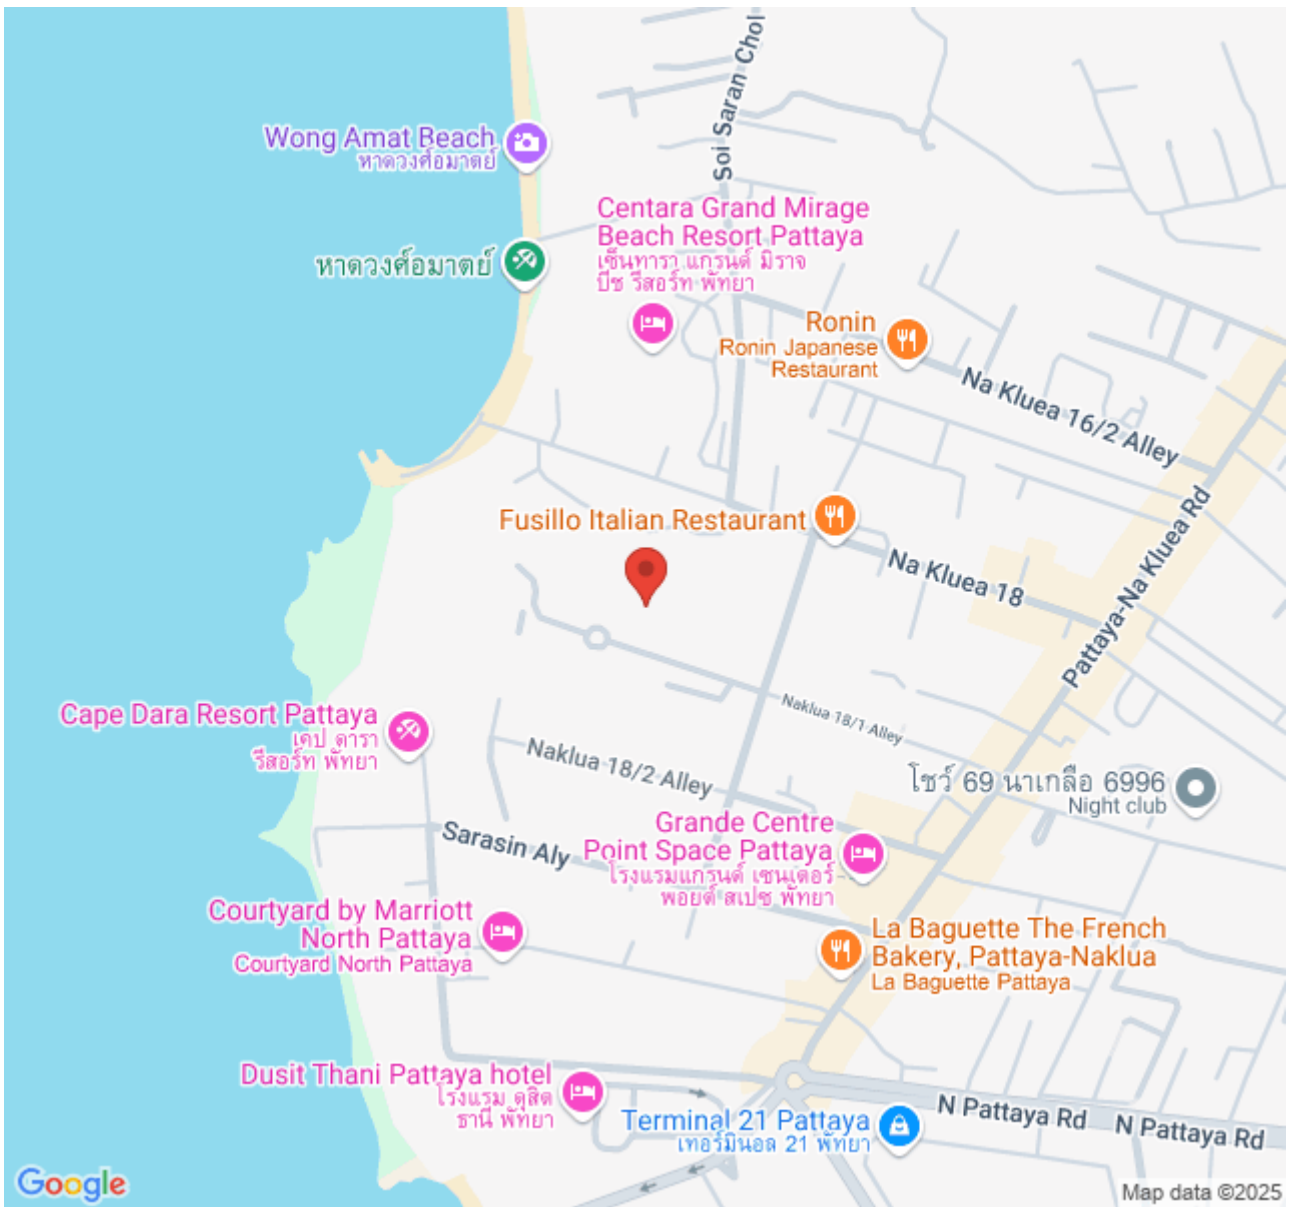 Soi Saran Chol
Wong Amat Beach
หาดวงศ์อมาตย์
Centara Grand Mirage
Beach Resort Pattaya
เซ็นทารา แกรนด์ มิราจ
บีช รีสอร์ท พัทยา
หาดวงศ์อมาตย์
Ronin
Ronin Japanese
Restaurant
Na Kluea 16/2 Alley
Fusillo Italian Restaurant
Na Kluea 18
Pattaya-Na Kluea Rd
Cape Dara Resort Pattaya
เคป ดารา
รีสอร์ท พัทยา
Naklua 18/1 Alley
Naklua 18/2 Alley
โชว์ 69 นาเกลือ 6996
Night club
Sarasin Aly
Grande Centre
Point Space Pattaya
โรงแรมแกรนด์ เซนเตอร์
พอยต์ สเปซ พัทยา
Courtyard by Marriott
North Pattaya
Courtyard North Pattaya
La Baguette The French
Bakery, Pattaya-Naklua
La Baguette Pattaya
Dusit Thani Pattaya hotel
โรงแรม ดุสิต
ธานี พัทยา
Terminal 21 Pattaya
เทอร์มินอล 21 พัทยา
N Pattaya Rd
N Pattaya Rd
Google
Map data ©2025